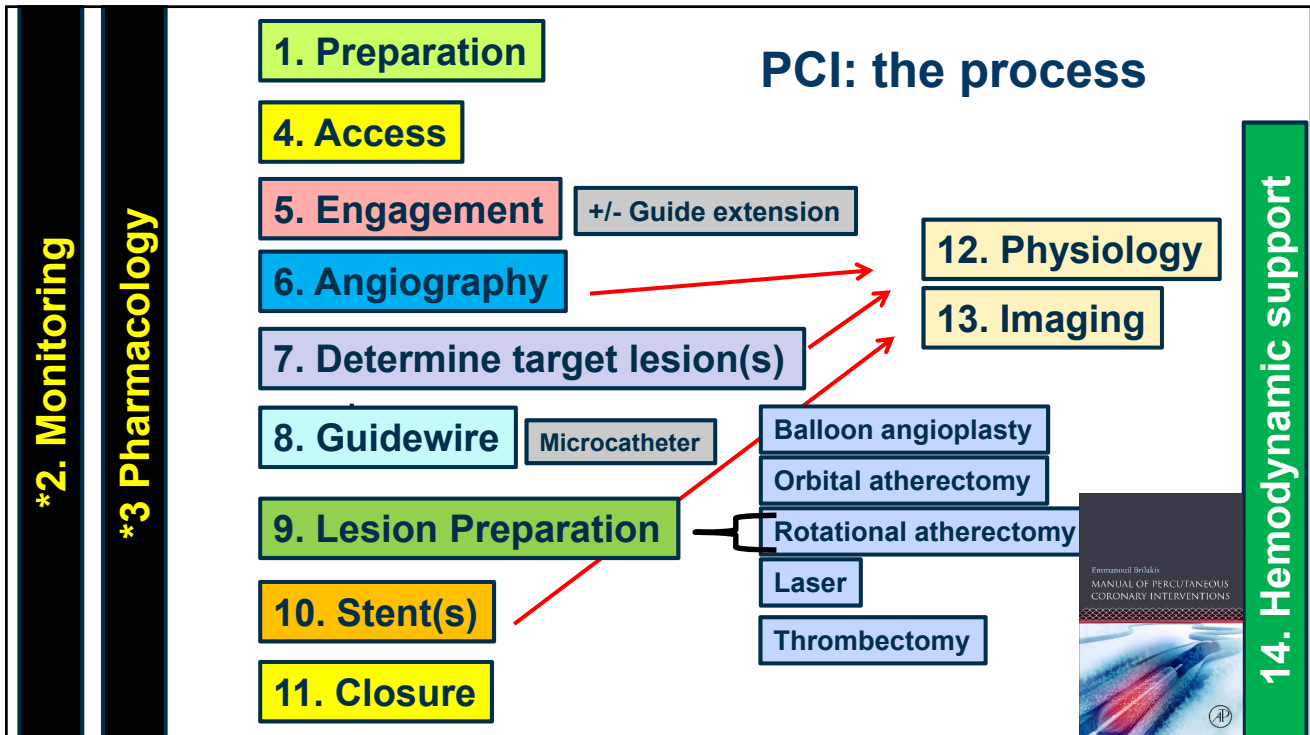 *2. Monitoring
*3 Pharmacology
PCI: the process
1. Preparation
4. Access
5. Engagement
+/- Guide extension
6. Angiography
7. Determine target lesion(s)
8. Guidewire
Microcatheter
9. Lesion Preparation
10. Stent(s)
11. Closure
12. Physiology
13. Imaging
Balloon angioplasty
Orbital atherectomy
Rotational atherectomy
Laser
Thrombectomy
Emmanouil Brilakis
MANUAL OF PERCUTANEOUS
CORONARY INTERVENTIONS
AP
14. Hemodynamic support